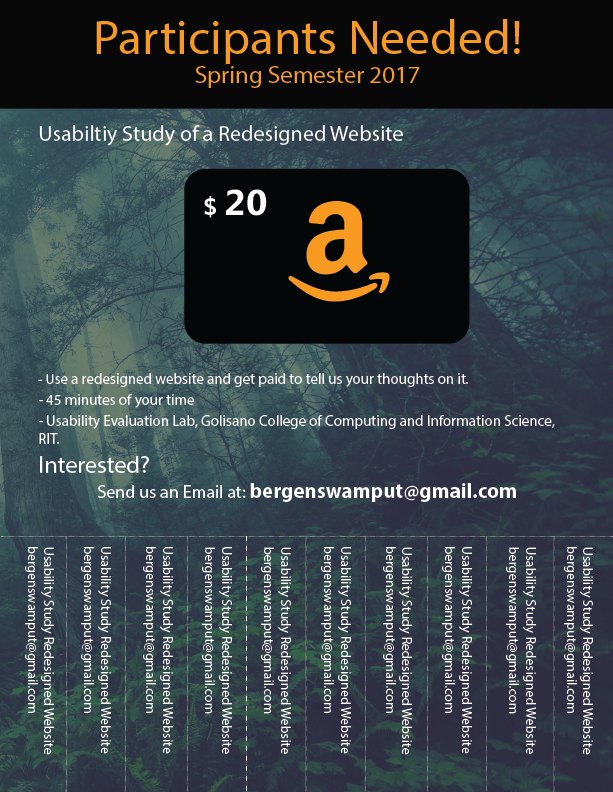 Participants Needed!
Spring Semester 2017
Usabiltiy Study of a Redesigned Website
$ 20
a
- Use a redesigned website and get paid to tell us your thoughts on it.
- 45 minutes of your time
- Usability Evaluation Lab, Golisano College of Computing and Information Science,
RIT.
Interested?
Send us an Email at: bergenswamput@gmail.com
Usability Study Redesigned Website
bergenswamput@gmail.com
Usability Study Redesigned Website
bergenswamput@gmail.com
Usability Study Redesigned Website
bergenswamput@gmail.com
Usability Study Redesigned Website
bergenswamput@gmail.com
Usability Study Redesigned Website
bergenswamput@gmail.com
Usability Study Redesigned Website
bergenswamput@gmail.com
Usability Study Redesigned Website
bergenswamput@gmail.com
Usability Study Redesigned Website
bergenswamput@gmail.com
Usability Study Redesigned Website
bergenswamput@gmail.com
Usability Study Redesigned Website
bergenswamput@gmail.com